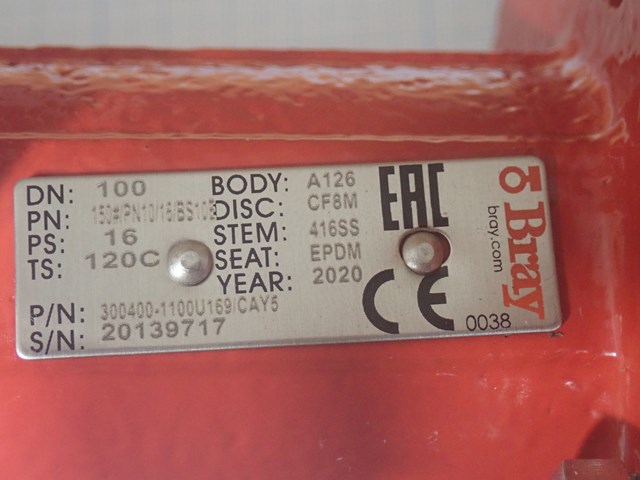 DN: 100
PN: 150#/PN10/16/BS10E
PS: 16
TS: 120C
BODY: A126
DISC: CF8M
STEM: 416SS
SEAT: EPDM
YEAR: 2020
P/N: 300400-1100U169/CAY5
S/N: 20139717
EAC
CE 0038
Bray
bray.com